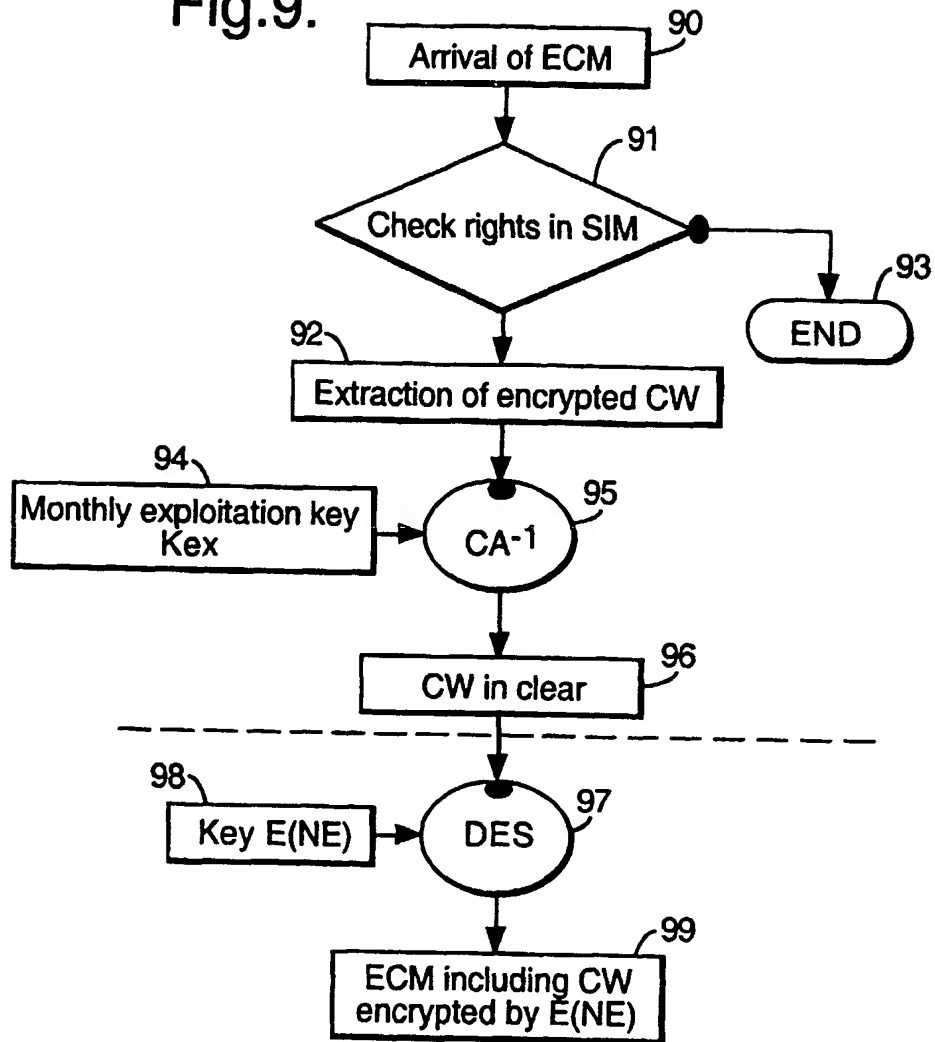 Fig.9.
90
Arrival of ECM
91
Check rights in SIM
93
END
92
Extraction of encrypted CW
94
Monthly exploitation key
Kex
95
CA-1
96
CW in clear
98
Key E(NE)
97
DES
99
ECM including CW
encrypted by E(NE)